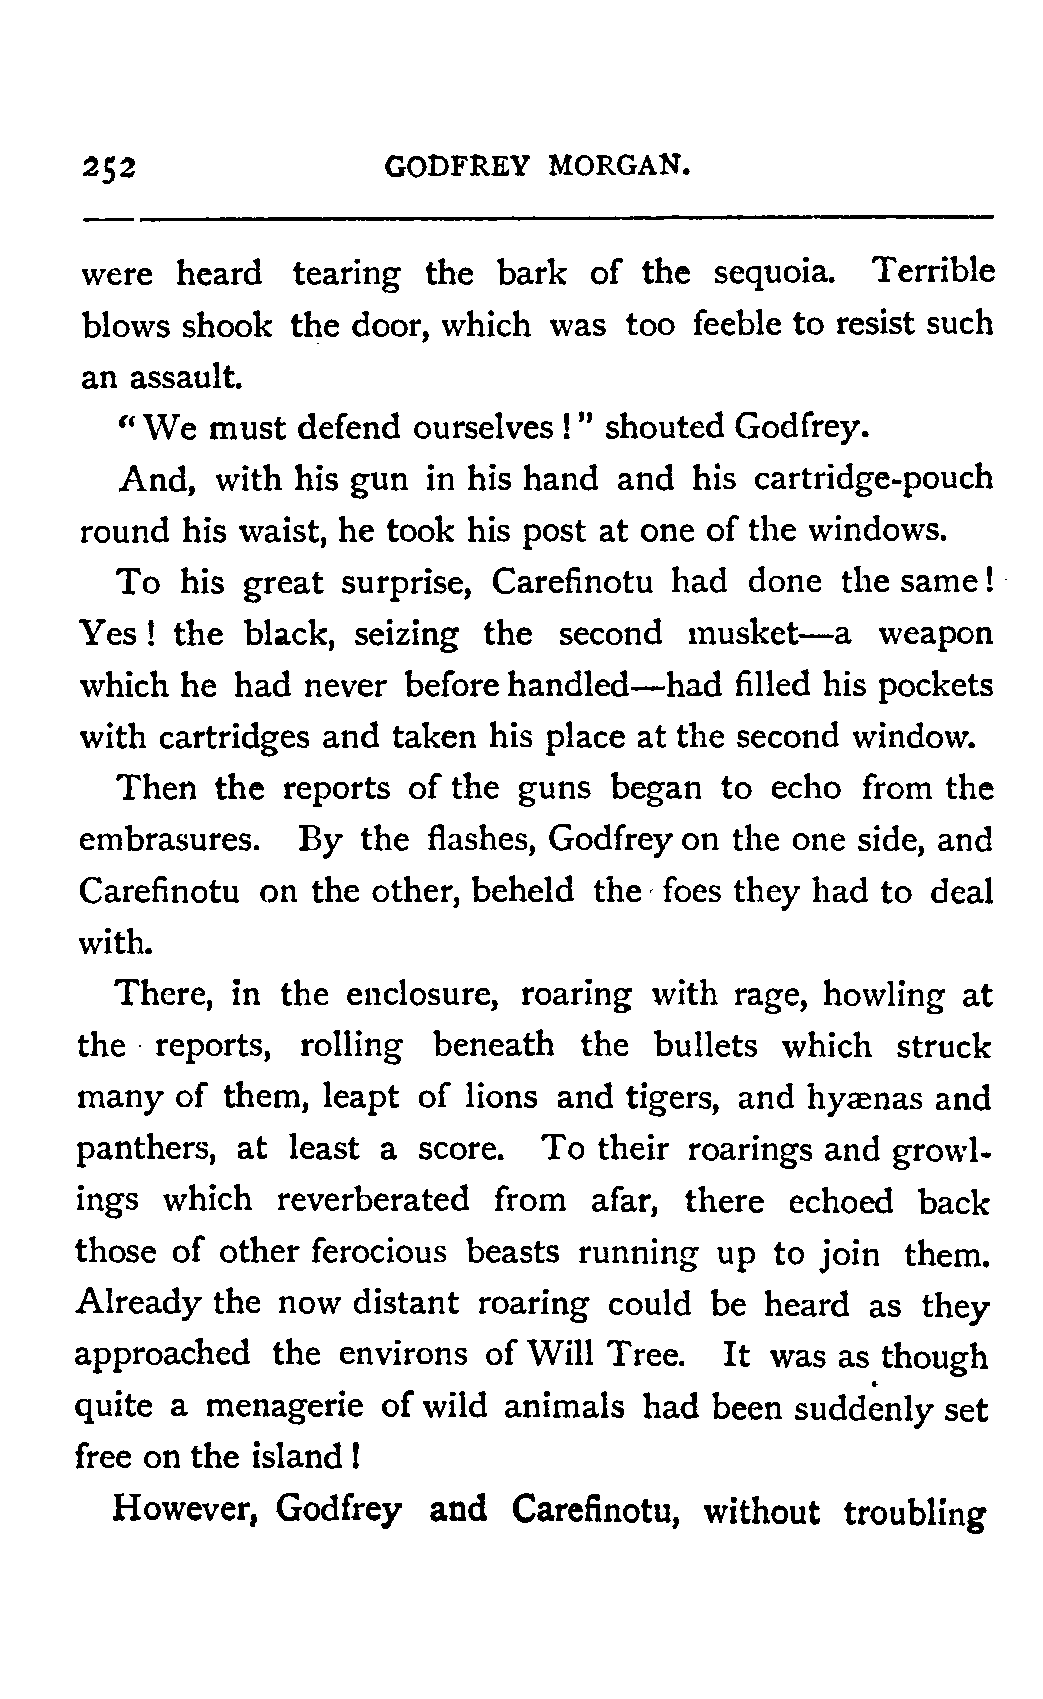 252 GODFREY MORGAN.
were heard tearing the bark of the sequoia. Terrible
blows shook the door, which was too feeble to resist such
an assault.
“ We must defend ourselves ! ” shouted Godfrey.
And, with his gun in his hand and his cartridge-pouch
round his waist, he took his post at one of the windows.
To his great surprise, Carefinotu had done the same !
Yes ! the black, seizing the second musket—a weapon
which he had never before handled—had filled his pockets
with cartridges and taken his place at the second window.
Then the reports of the guns began to echo from the
embrasures. By the flashes, Godfrey on the one side, and
Carefinotu on the other, beheld the foes they had to deal
with.
There, in the enclosure, roaring with rage, howling at
the reports, rolling beneath the bullets which struck
many of them, leapt of lions and tigers, and hyænas and
panthers, at least a score. To their roarings and growl-
ings which reverberated from afar, there echoed back
those of other ferocious beasts running up to join them.
Already the now distant roaring could be heard as they
approached the environs of Will Tree. It was as though
quite a menagerie of wild animals had been suddenly set
free on the island !
However, Godfrey and Carefinotu, without troubling